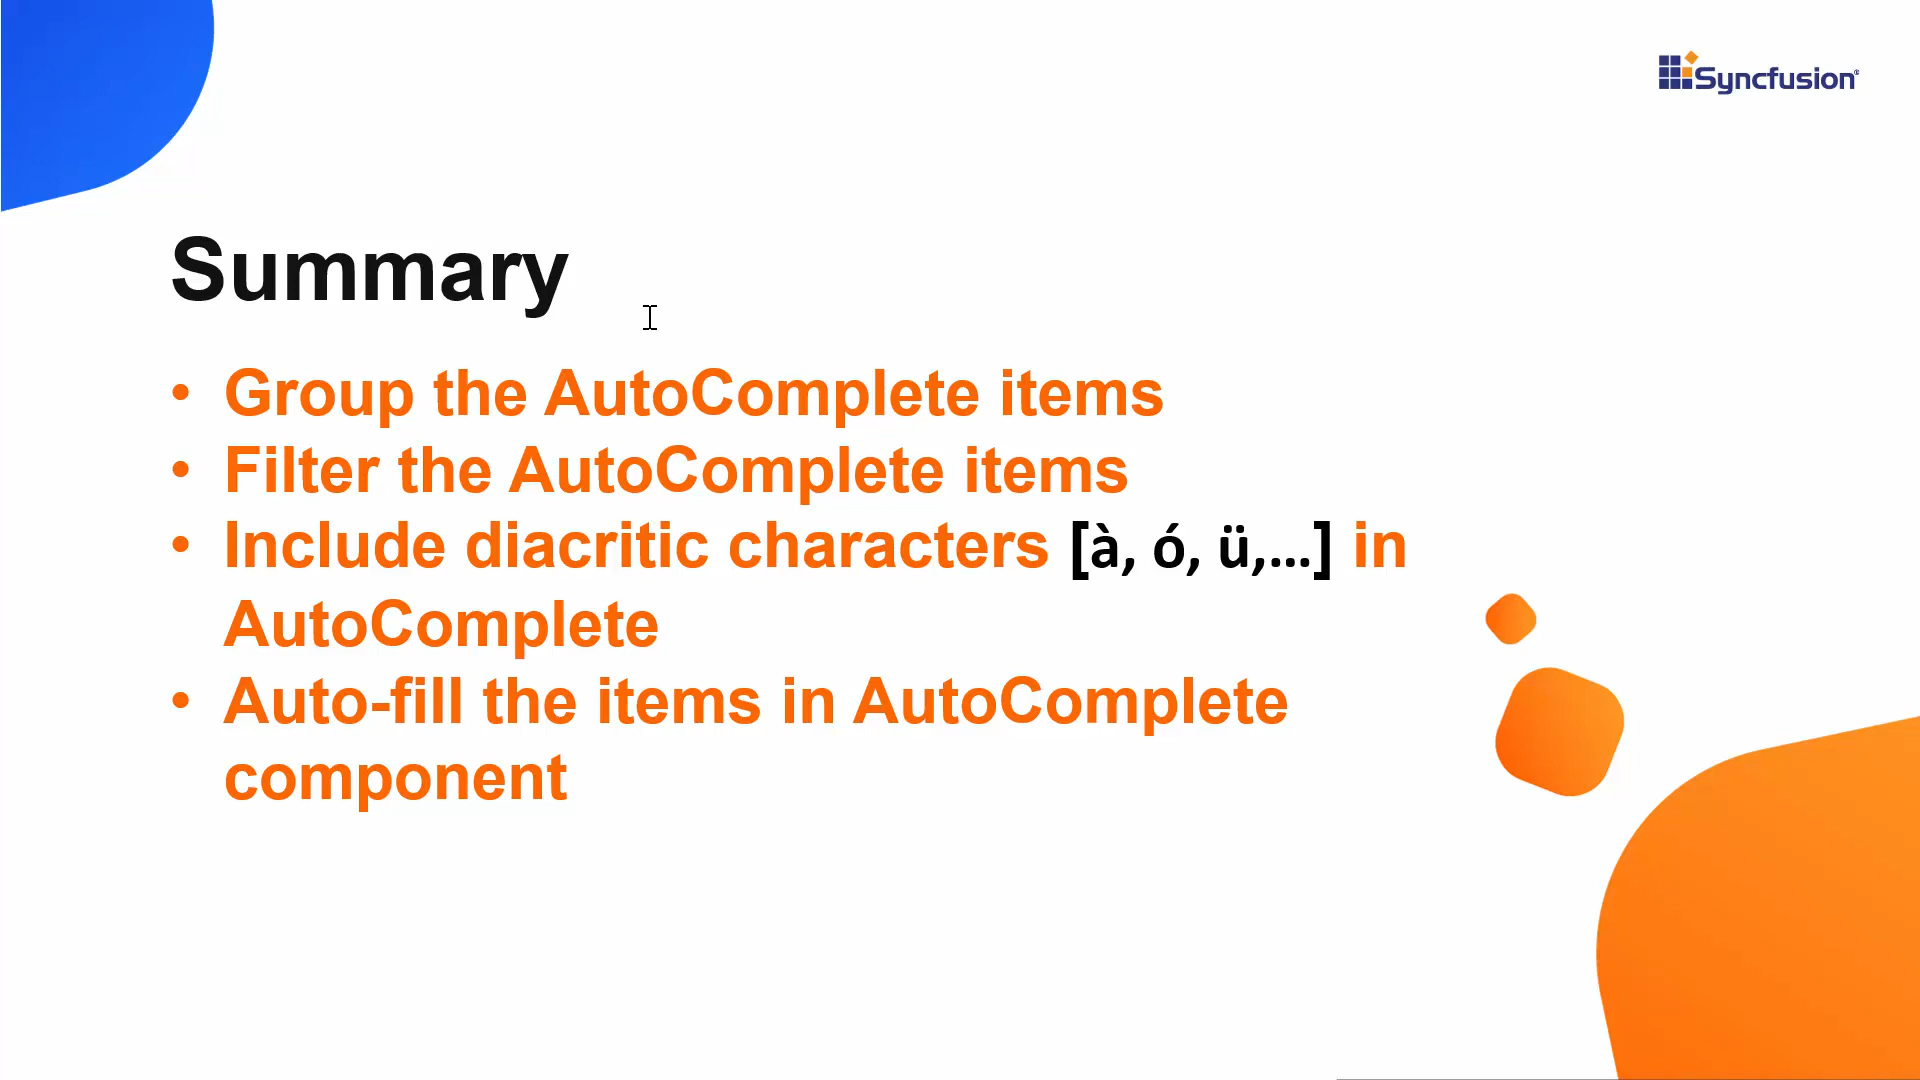 Syncfusion®
Summary
• Group the AutoComplete items
• Filter the AutoComplete items
• Include diacritic characters [à, ó, ü,...] in
AutoComplete
• Auto-fill the items in AutoComplete
component